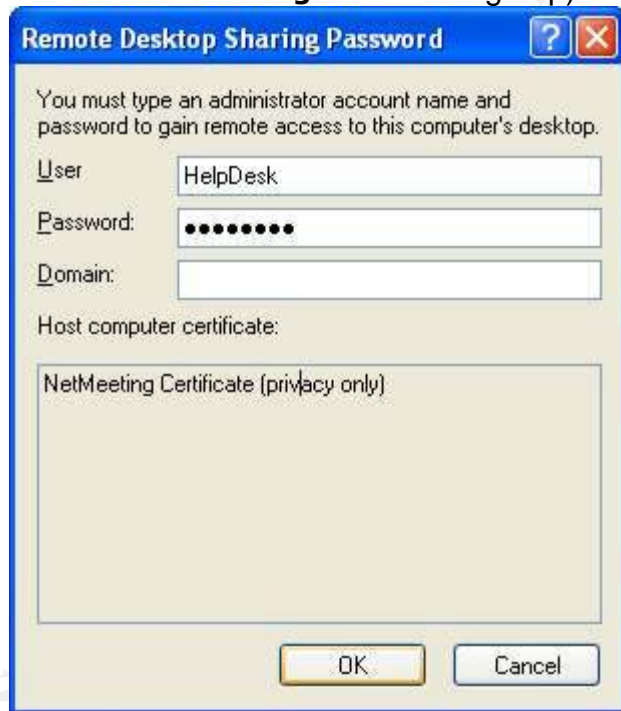 Remote Desktop Sharing Password
You must type an administrator account name and
password to gain remote access to this computer's desktop.
User
HelpDesk
Password:
••••••••
Domain:
Host computer certificate:
NetMeeting Certificate (privacy only)
OK
Cancel